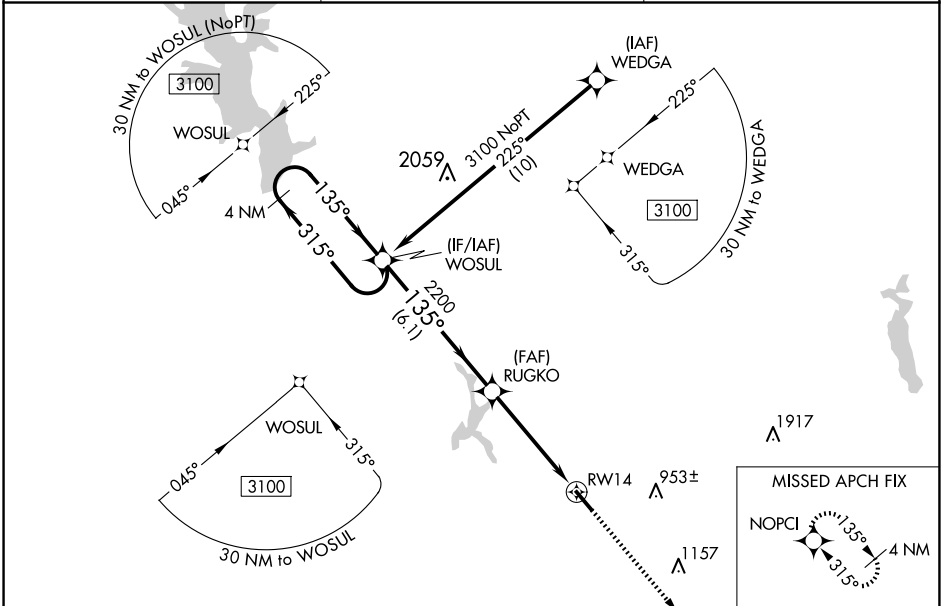 30 NM to WOSUL (NoPT)
3100
225°
WOSUL
045°
(IAF)
WEDGA
3100 NoPT
225°
(10)
2059
225°
WEDGA
3100
315°
30 NM to WEDGA
4 NM
135°
315°
(IF/IAF)
WOSUL
2200
135°
(6.1)
(FAF)
RUGKO
WOSUL
045°
315°
3100
30 NM to WOSUL
1917
RW14
953±
1157
MISSED APCH FIX
NOPCI
135°
4 NM
315°